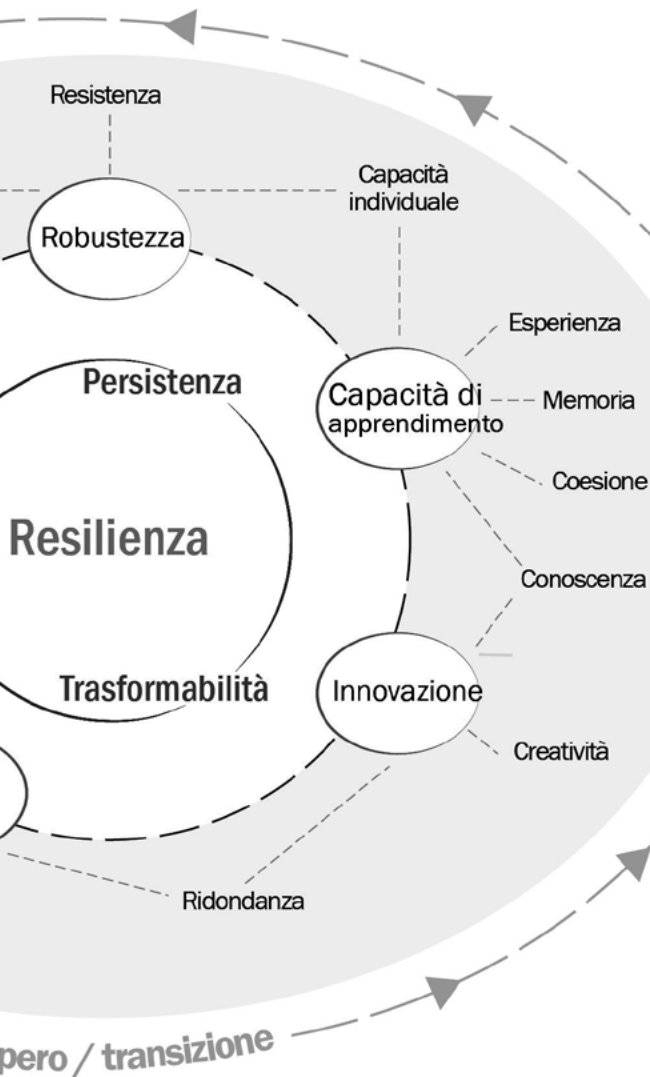 Resistenza
Capacità
individuale
Robustezza
Esperienza
Persistenza
Capacità di
apprendimento
Memoria
Coesione
Resilienza
Conoscenza
Trasformabilità
Innovazione
Creatività
Ridondanza
pero / transizione